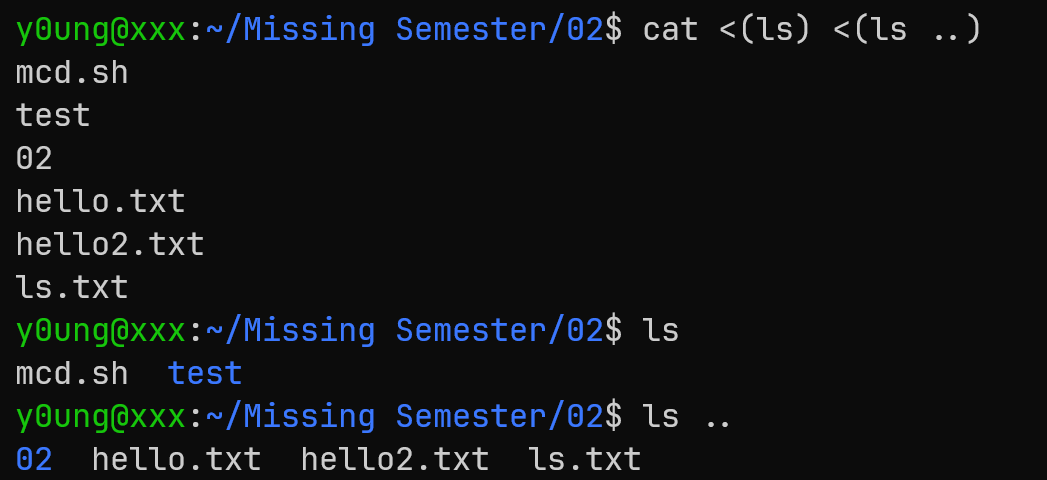 y0ung@xxx:~/Missing Semester/02$ cat <(ls) <(ls ..)
mcd.sh
test
02
hello.txt
hello2.txt
ls.txt
y0ung@xxx:~/Missing Semester/02$ ls
mcd.sh  test
y0ung@xxx:~/Missing Semester/02$ ls ..
02  hello.txt  hello2.txt  ls.txt